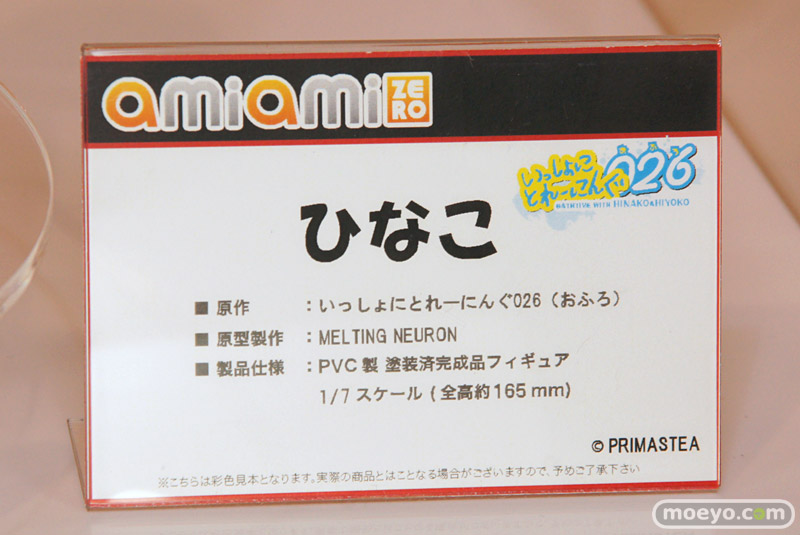 amiami ZERO
いっしょに
とれーにんぐ026
おふろ
BATHTIME WITH HINAKO&HIYOKO
ひなこ
■ 原作 ：いっしょにとれーにんぐ026（おふろ）
■ 原型製作 ：MELTING NEURON
■ 製品仕様 ：PVC製 塗装済完成品フィギュア
1/7スケール(全高約165mm)
© PRIMASTEA
※こちらは彩色見本となります。実際の商品とはことなる場合がございますので、予めご了承下さい
moeyo.com